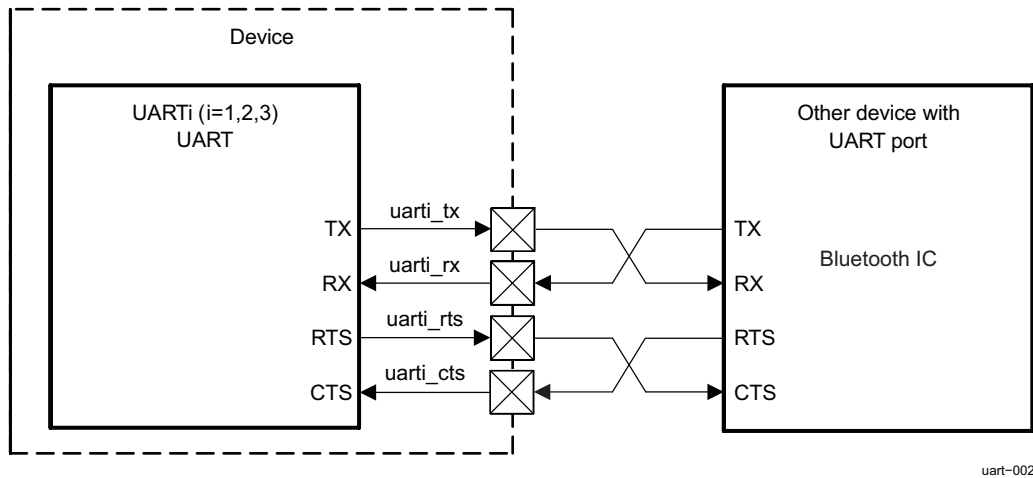 Device
UARTi (i=1,2,3)
UART
Other device with
UART port
TX
uarti_tx
TX
RX
uarti_rx
RX
Bluetooth IC
RTS
uarti_rts
RTS
CTS
uarti_cts
CTS
uart–002